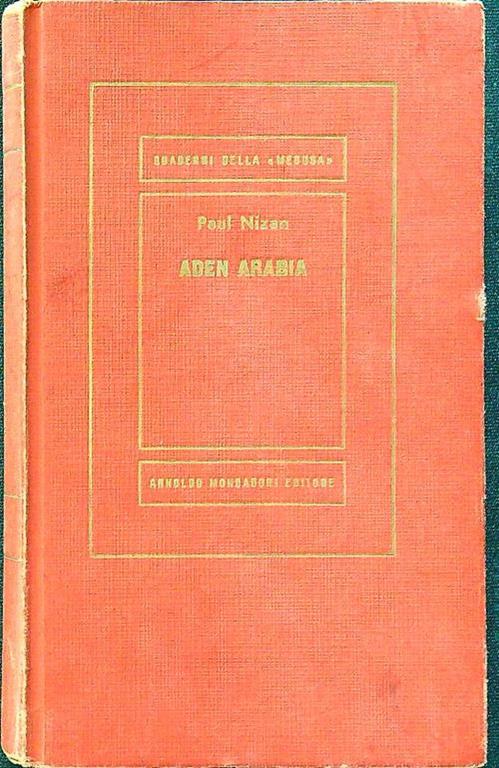 QUADERNI DELLA «MEDUSA»
Paul Nizan
ADEN ARABIA
ARNOLDO MONDADORI EDITORE